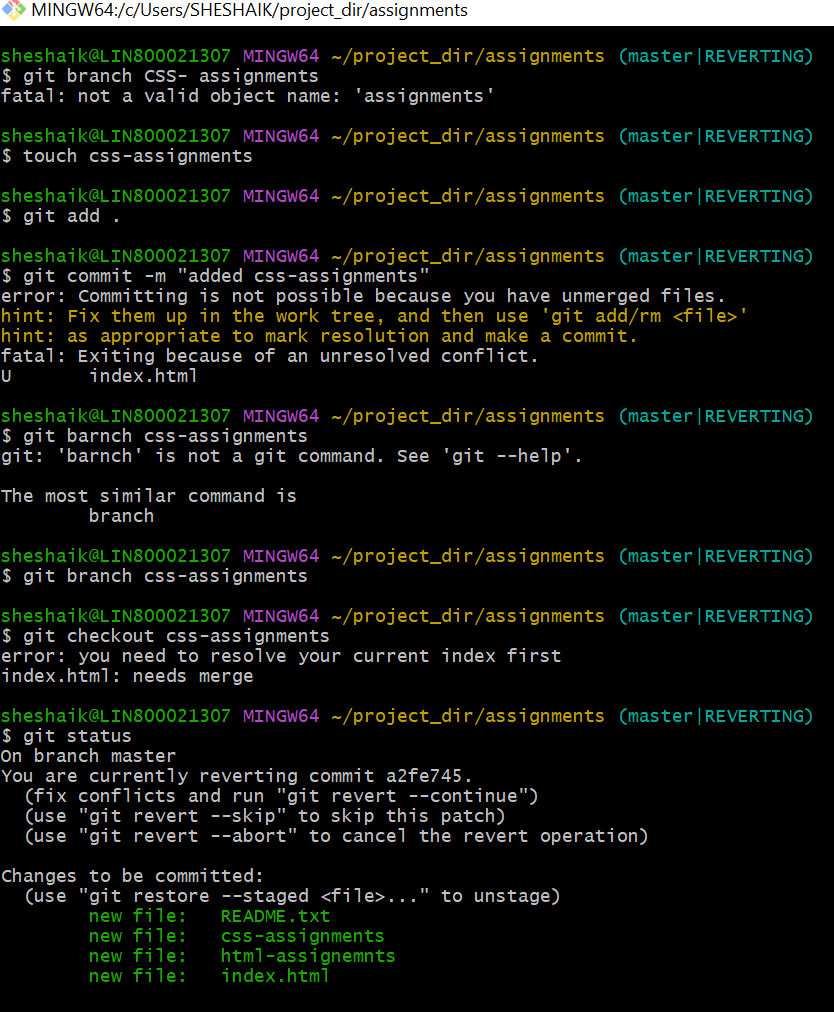 MINGW64:/c/Users/SHESHAIK/project_dir/assignments
sheshaik@LIN800021307 MINGW64 ~/project_dir/assignments (master|REVERTING)
$ git branch CSS- assignments
fatal: not a valid object name: 'assignments'
sheshaik@LIN800021307 MINGW64 ~/project_dir/assignments (master|REVERTING)
$ touch css-assignments
sheshaik@LIN800021307 MINGW64 ~/project_dir/assignments (master|REVERTING)
$ git add .
sheshaik@LIN800021307 MINGW64 ~/project_dir/assignments (master|REVERTING)
$ git commit -m "added css-assignments"
error: Committing is not possible because you have unmerged files.
hint: Fix them up in the work tree, and then use 'git add/rm <file>'
hint: as appropriate to mark resolution and make a commit.
fatal: Exiting because of an unresolved conflict.
U       index.html
sheshaik@LIN800021307 MINGW64 ~/project_dir/assignments (master|REVERTING)
$ git barnch css-assignments
git: 'barnch' is not a git command. See 'git --help'.
The most similar command is
        branch
sheshaik@LIN800021307 MINGW64 ~/project_dir/assignments (master|REVERTING)
$ git branch css-assignments
sheshaik@LIN800021307 MINGW64 ~/project_dir/assignments (master|REVERTING)
$ git checkout css-assignments
error: you need to resolve your current index first
index.html: needs merge
sheshaik@LIN800021307 MINGW64 ~/project_dir/assignments (master|REVERTING)
$ git status
On branch master
You are currently reverting commit a2fe745.
  (fix conflicts and run "git revert --continue")
  (use "git revert --skip" to skip this patch)
  (use "git revert --abort" to cancel the revert operation)
Changes to be committed:
  (use "git restore --staged <file>..." to unstage)
        new file:   README.txt
        new file:   css-assignments
        new file:   html-assignemnts
        new file:   index.html